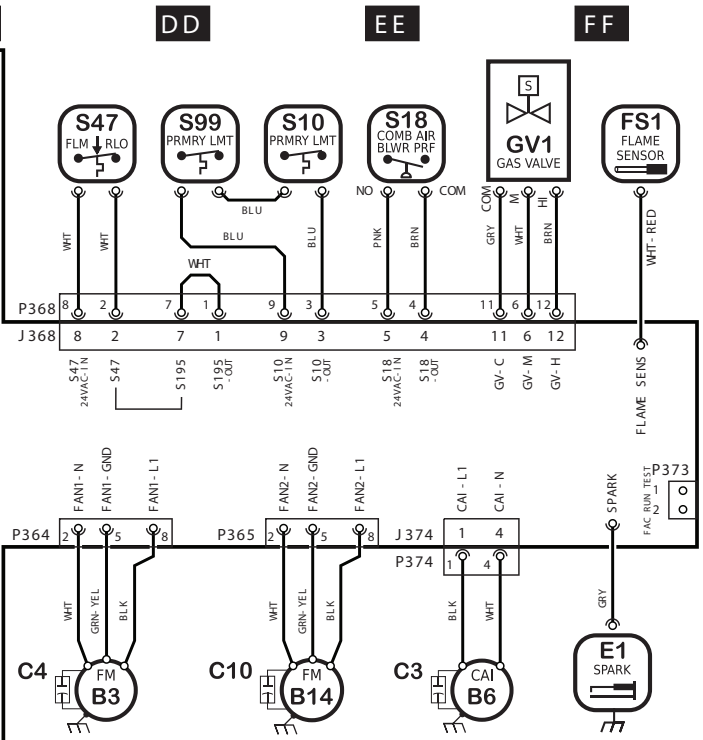 DD EE FF
S47 S99 S10 S18 S GV1 FS1
FLM RLO PRMRY LMT PRMRY LMT COMB AIR BLWR PRF GAS VALVE FLAME SENSOR
NO COM COM M HI
BLU
WHT WHT BLU BLU PNK BRN GRY WHT BRN WHT-RED
WHT
P368 8 2 7 1 9 3 5 4 11 6 12
J368 8 2 7 1 9 3 5 4 11 6 12
S47 24VAC-IN
S47
S195
S195 -OUT
S10 24VAC-IN
S10 -OUT
S18 24VAC-IN
S18 -OUT
GV-C
GV-M
GV-H
FLAME SENS
FAN1-N FAN1-GND FAN1-L1 FAN2-N FAN2-GND FAN2-L1 CAI-L1 CAI-N SPARK
P373
FAC RUN TEST
1
2
P364 2 5 8 P365 2 5 8 J374 1 4
P374 1 4
WHT GRN-YEL BLK WHT GRN-YEL BLK BLK WHT GRY
C4 FM B3 C10 FM B14 C3 CAI B6 E1 SPARK